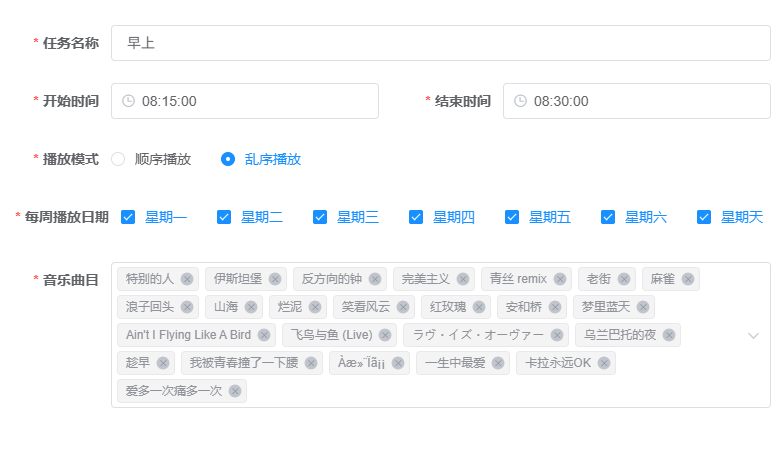 * 任务名称 早上
* 开始时间 08:15:00 * 结束时间 08:30:00
* 播放模式 顺序播放 乱序播放
* 每周播放日期 星期一 星期二 星期三 星期四 星期五 星期六 星期天
* 音乐曲目 特别的人 伊斯坦堡 反方向的钟 完美主义 青丝 remix 老街 麻雀
浪子回头 山海 烂泥 笑看风云 红玫瑰 安和桥 梦里蓝天
Ain't I Flying Like A Bird 飞鸟与鱼 (Live) ラヴ・イズ・オーヴァー 乌兰巴托的夜
趁早 我被青春撞了一下腰 Àæ»¨Ïã¡¡ 一生中最爱 卡拉永远OK
爱多一次痛多一次